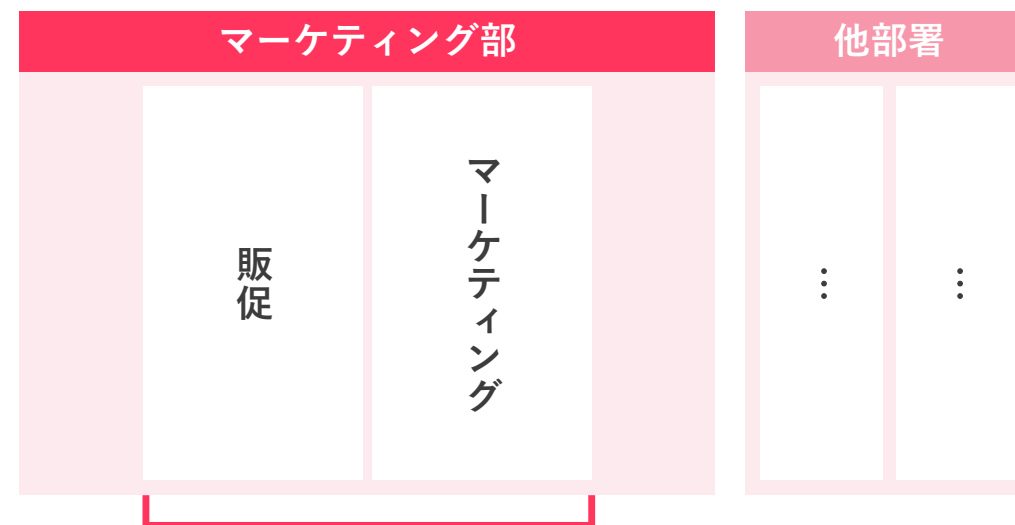 マーケティング部
他部署
販促
マーケティング
…
…